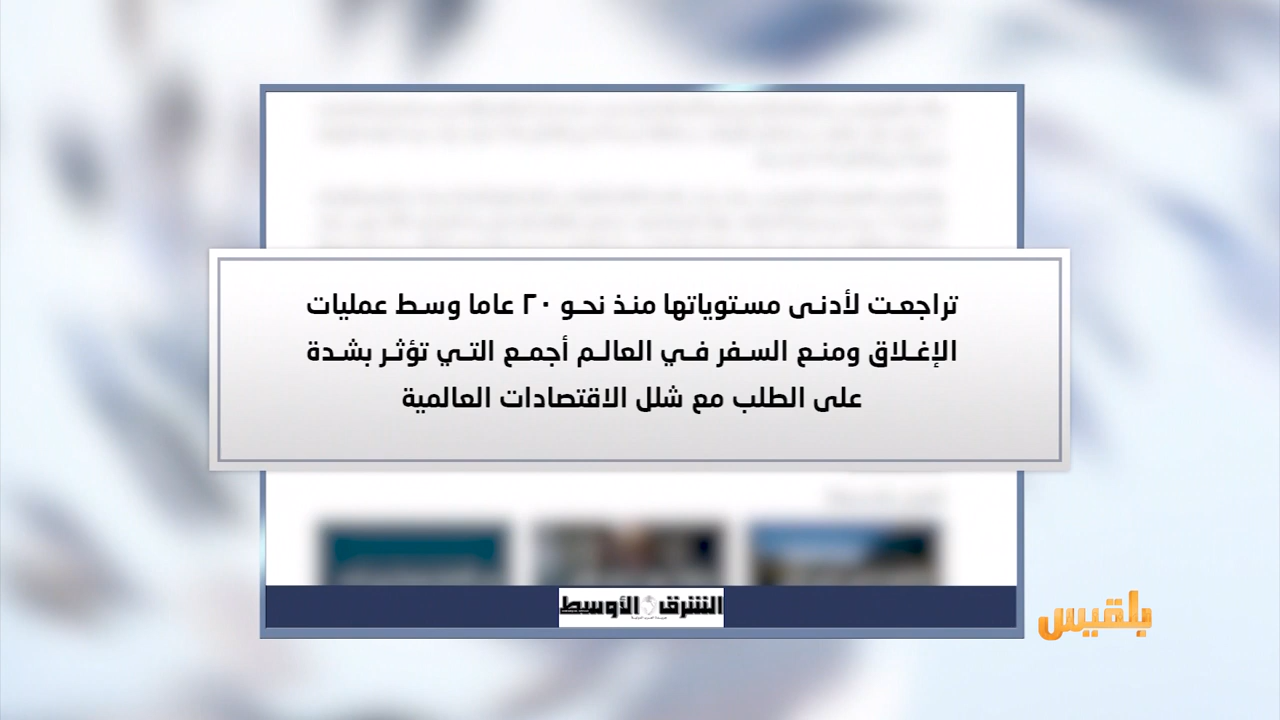 تراجعت لأدنى مستوياتها منذ نحو ٢٠ عاما وسط عمليات
الإغلاق ومنع السفر في العالم أجمع التي تؤثر بشدة
على الطلب مع شلل الاقتصادات العالمية
الشرق الأوسط
بلقيس